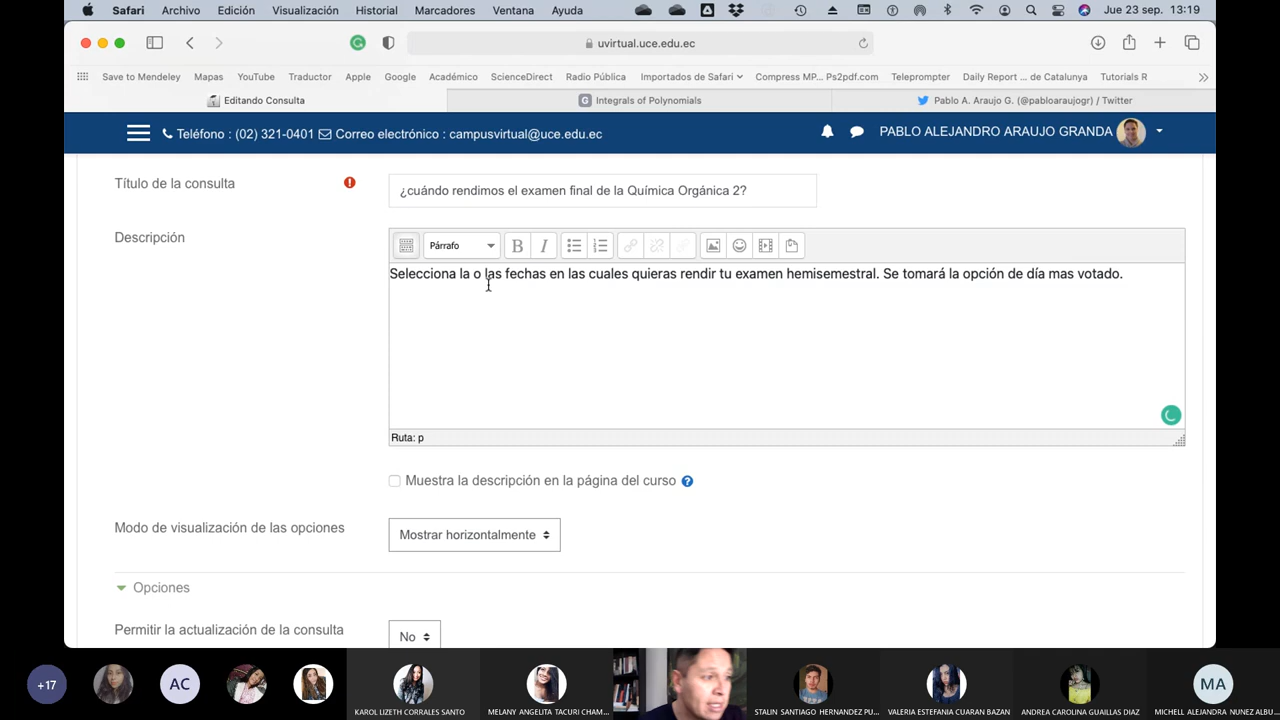 Safari Archivo Edición Visualización Historial Marcadores Ventana Ayuda Jue 23 sep. 13:19
uvirtual.uce.edu.ec
Save to Mendeley Mapas YouTube Traductor Apple Google Académico ScienceDirect Radio Pública Importados de Safari Compress MP... Ps2pdf.com Teleprompter Daily Report ... de Catalunya Tutorials R
Editando Consulta G Integrals of Polynomials Pablo A. Araujo G. (@pabloaraujogr) / Twitter
Teléfono : (02) 321-0401 Correo electrónico : campusvirtual@uce.edu.ec PABLO ALEJANDRO ARAUJO GRANDA
Título de la consulta ¿cuándo rendimos el examen final de la Química Orgánica 2?
Descripción
Párrafo B I
Selecciona la o las fechas en las cuales quieras rendir tu examen hemisemestral. Se tomará la opción de día mas votado.
Ruta: p
Muestra la descripción en la página del curso ?
Modo de visualización de las opciones Mostrar horizontalmente
Opciones
Permitir la actualización de la consulta No
+17 AC MA
KAROL LIZETH CORRALES SANTO MELANY ANGELITA TACURI CHAM... STALIN SANTIAGO HERNANDEZ PU... VALERIA ESTEFANIA CUARAN BAZAN ANDREA CAROLINA GUAILLAS DIAZ MICHELL ALEJANDRA NUNEZ ALBU...